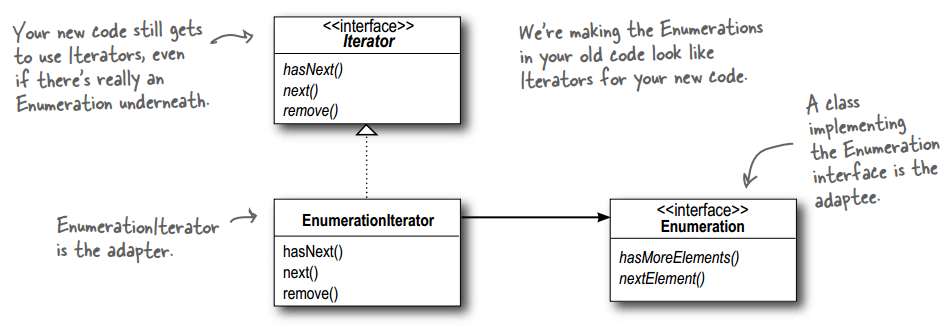 Your new code still gets
to use Iterators, even
if there's really an
Enumeration underneath.
<<interface>>
Iterator
hasNext()
next()
remove()
We're making the Enumerations
in your old code look like
Iterators for your new code.
A class
implementing
the Enumeration
interface is the
adaptee.
EnumerationIterator
is the adapter.
EnumerationIterator
hasNext()
next()
remove()
<<interface>>
Enumeration
hasMoreElements()
nextElement()